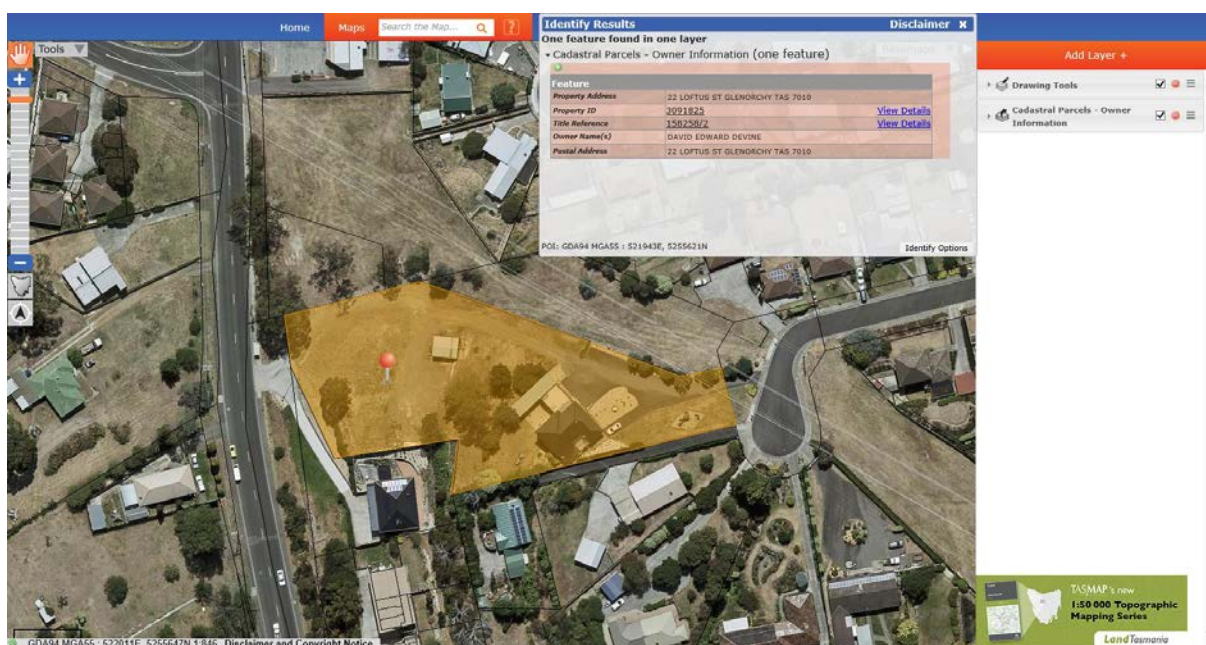 Home Maps Search the Map...
Tools
Identify Results Disclaimer
One feature found in one layer
Cadastral Parcels - Owner Information (one feature)
Feature
Property Address 22 LOFTUS ST GLENORCHY TAS 7010
Property ID 3091825 View Details
Title Reference 158258/2 View Details
Owner Name(s) DAVID EDWARD DEVINE
Postal Address 22 LOFTUS ST GLENORCHY TAS 7010
POI: GDA94 MGA55 : 521943E, 5255621N Identify Options
Add Layer +
Drawing Tools
Cadastral Parcels - Owner
Information
TASMAP's new
1:50 000 Topographic
Mapping Series
LandTasmania
GDA94 MGA55 : 522011E, 5255647N 1:846 Disclaimer and Copyright Notice